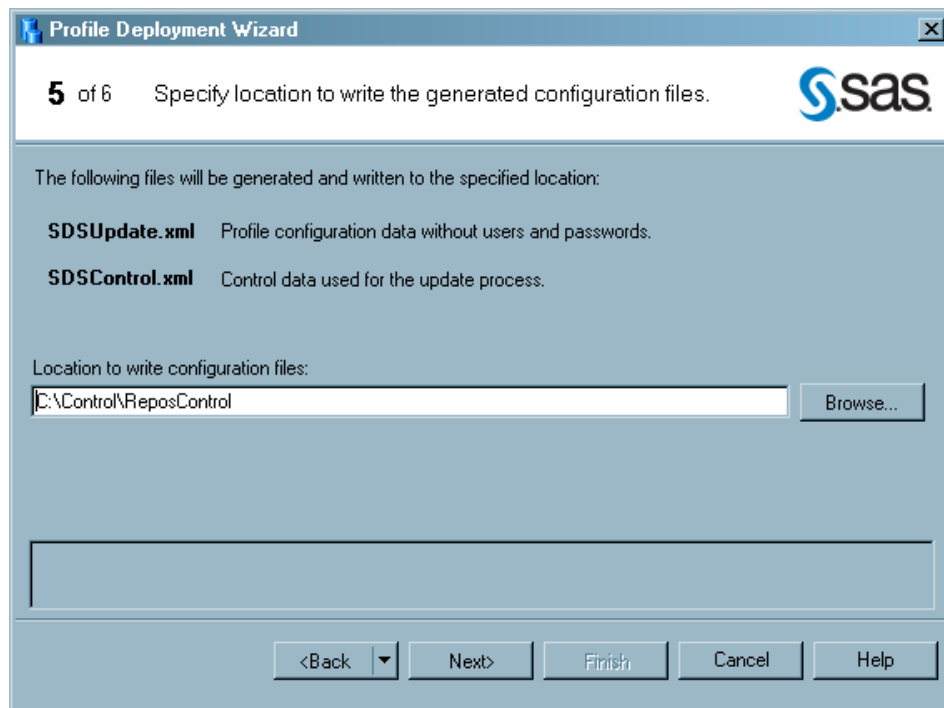 Profile Deployment Wizard
5 of 6 Specify location to write the generated configuration files.
sas
The following files will be generated and written to the specified location:
SDSUpdate.xml Profile configuration data without users and passwords.
SDSControl.xml Control data used for the update process.
Location to write configuration files:
C:\Control\ReposControl
Browse...
<Back
Next>
Finish
Cancel
Help